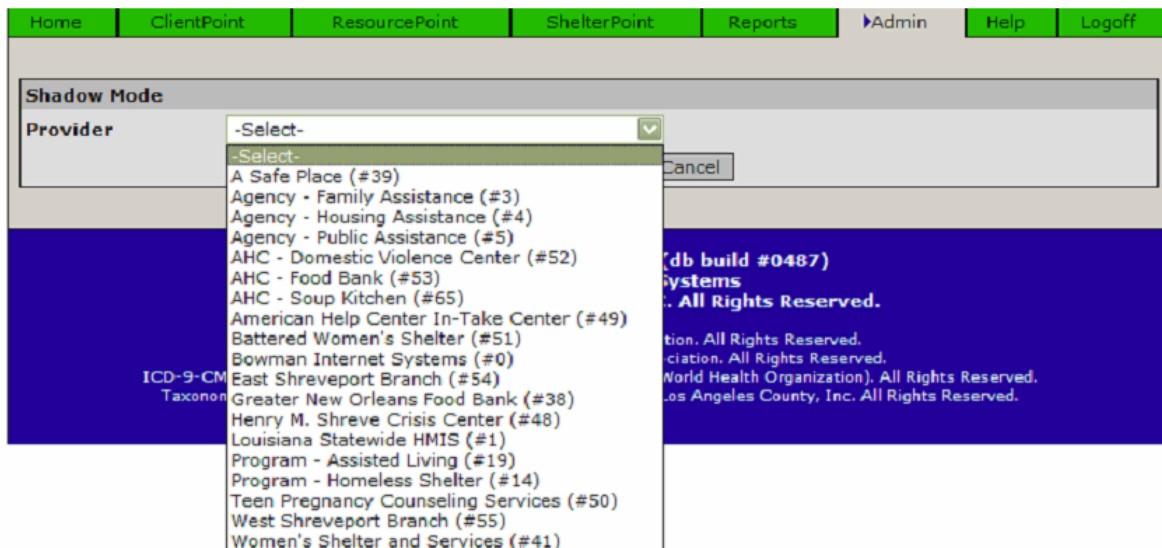 Home ClientPoint ResourcePoint ShelterPoint Reports Admin Help Logoff
Shadow Mode
Provider -Select-
-Select-
Cancel
A Safe Place (#39)
Agency - Family Assistance (#3)
Agency - Housing Assistance (#4)
Agency - Public Assistance (#5)
AHC - Domestic Violence Center (#52)
AHC - Food Bank (#53)
AHC - Soup Kitchen (#65)
American Help Center In-Take Center (#49)
Battered Women's Shelter (#51)
Bowman Internet Systems (#0)
East Shreveport Branch (#54)
Greater New Orleans Food Bank (#38)
Henry M. Shreve Crisis Center (#48)
Louisiana Statewide HMIS (#1)
Program - Assisted Living (#19)
Program - Homeless Shelter (#14)
Teen Pregnancy Counseling Services (#50)
West Shreveport Branch (#55)
Women's Shelter and Services (#41)
(db build #0487)
. All Rights Reserved.
All Rights Reserved.
All Rights Reserved.
ICD-9-CM World Health Organization). All Rights Reserved.
Los Angeles County, Inc. All Rights Reserved.